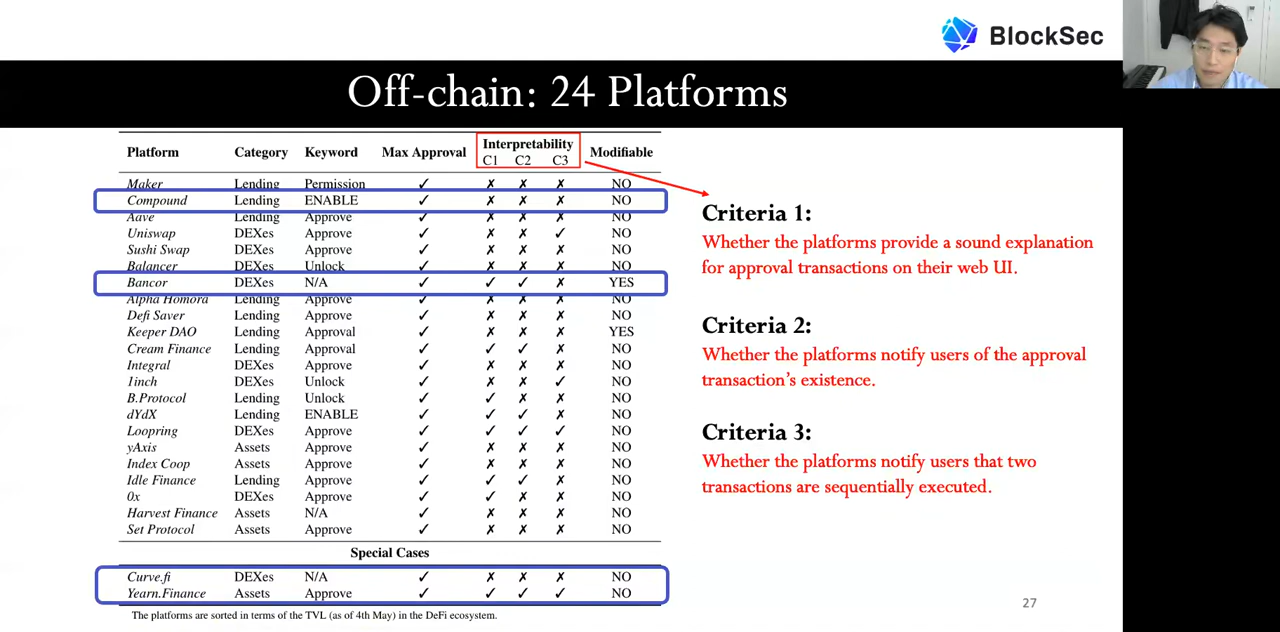 BlockSec
Off-chain: 24 Platforms
Platform Category Keyword Max Approval Interpretability Modifiable
C1 C2 C3
Maker Lending Permission ✓ ✗ ✗ ✗ NO
Compound Lending ENABLE ✓ ✗ ✗ ✗ NO
Aave Lending Approve ✓ ✗ ✗ ✗ NO
Uniswap DEXes Approve ✓ ✗ ✗ ✓ NO
Sushi Swap DEXes Approve ✓ ✗ ✗ ✗ NO
Balancer DEXes Unlock ✓ ✗ ✗ ✗ NO
Bancor DEXes N/A ✓ ✓ ✓ ✗ YES
Alpha Homora Lending Approve ✓ ✗ ✗ ✗ NO
Defi Saver Lending Approve ✓ ✗ ✗ ✗ NO
Keeper DAO Lending Approval ✓ ✗ ✗ ✗ YES
Cream Finance Lending Approval ✓ ✓ ✓ ✗ NO
Integral DEXes Approve ✓ ✗ ✗ ✗ NO
1inch DEXes Unlock ✓ ✗ ✗ ✓ NO
B.Protocol Lending Unlock ✓ ✓ ✗ ✗ NO
dYdX Lending ENABLE ✓ ✓ ✓ ✗ NO
Loopring DEXes Approve ✓ ✓ ✓ ✓ NO
yAxis Assets Approve ✓ ✗ ✗ ✗ NO
Index Coop Assets Approve ✓ ✗ ✗ ✗ NO
Idle Finance Lending Approve ✓ ✓ ✓ ✗ NO
0x DEXes Approve ✓ ✓ ✗ ✗ NO
Harvest Finance Assets N/A ✓ ✗ ✗ ✗ NO
Set Protocol Assets Approve ✓ ✗ ✗ ✗ NO
Special Cases
Curve.fi DEXes N/A ✓ ✗ ✗ ✗ NO
Yearn.Finance Assets Approve ✓ ✓ ✓ ✓ NO
The platforms are sorted in terms of the TVL (as of 4th May) in the DeFi ecosystem.
Criteria 1:
Whether the platforms provide a sound explanation
for approval transactions on their web UI.
Criteria 2:
Whether the platforms notify users of the approval
transaction's existence.
Criteria 3:
Whether the platforms notify users that two
transactions are sequentially executed.
27